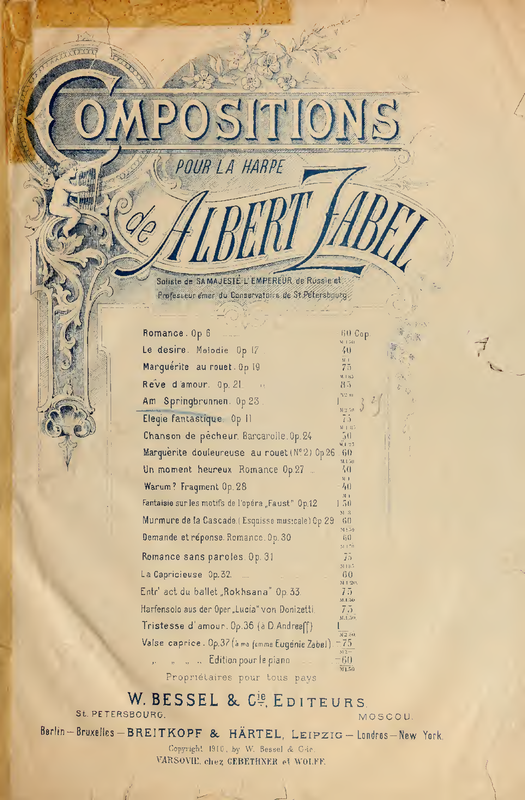 COMPOSITIONS
POUR LA HARPE
de ALBERT ZABEL
Soliste de SA MAJESTÉ L'EMPEREUR de Russie et
Professeur émer. du Conservatoire de St. Pétersbourg.
Romance. Op 6 60 Cop
Le desire. Melodie Op 17 40
Marguérite au rouet. Op 19 75
Reve d'amour. Op. 21 85
Am Springbrunnen. Op 23 1
Elegie fantastique Op 11 75
Chanson de pêcheur. Barcarolle. Op. 24 50
Marguérite douleureuse au rouet (Nº 2) Op 26 60
Un moment heureux Romance Op 27 40
Warum? Fragment Op. 28 40
Fantaisie sur les motifs de l'opéra „Faust" Op. 12 1 50
Murmure de la Cascade (Esquisse musicale) Op 29 60
Demande et réponse. Romance. Op. 30 60
Romance sans paroles. Op. 31 75
La Capricieuse Op. 32. 60
Entr' act du ballet „Rokhsana" Op 33 75
Harfensolo aus der Oper „Lucia" von Donizetti. 75
Tristesse d'amour. Op. 36 (à D. Andreeff) 1
Valse caprice. Op. 37 (à ma femme Eugénie Zabel) – 75
„ „ „ „ Edition pour le piano – 60
Propriétaires pour tous pays
W. BESSEL & Cie, EDITEURS
St. PETERSBOURG. MOSCOU.
Berlin – Bruxelles – BREITKOPF & HÄRTEL, LEIPZIG – Londres – New York.
Copyright 1910, by W. Bessel & Cie.
VARSOVIE, chez GEBETHNER et WOLFF.